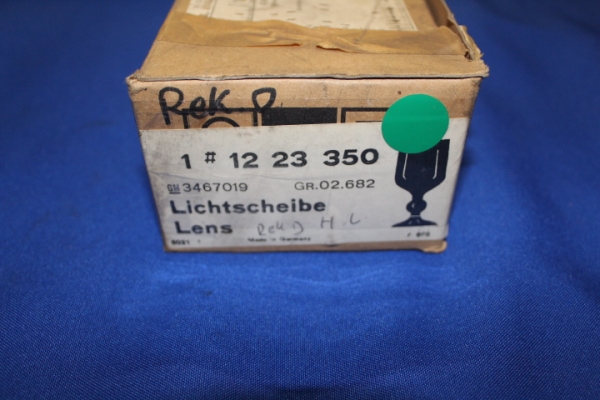 Rek D
1 # 12 23 350
GM 3467019 GR.02.682
Lichtscheibe
Lens Rek D H L
Made in Germany